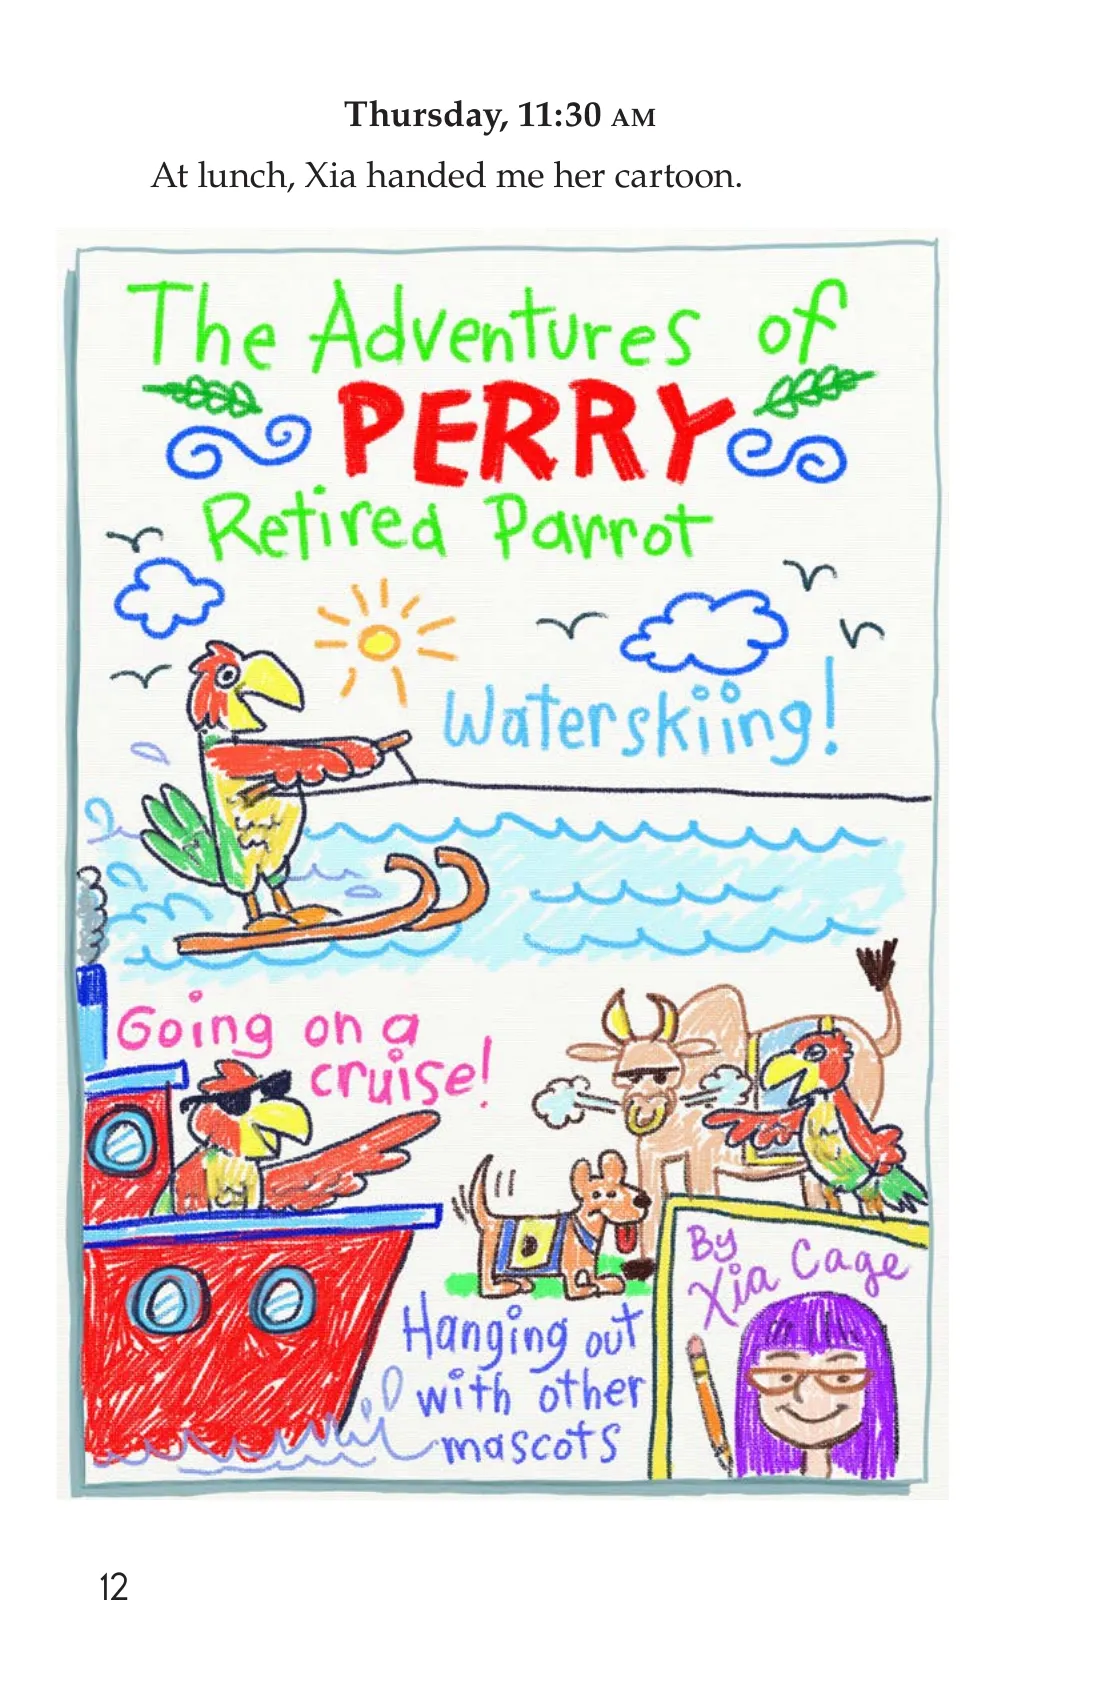 Thursday, 11:30 AM
At lunch, Xia handed me her cartoon.
The Adventures of
PERRY
Retired Parrot
Waterskiing!
Going on a
cruise!
Hanging out
with other
mascots
By
Xia Cage
12